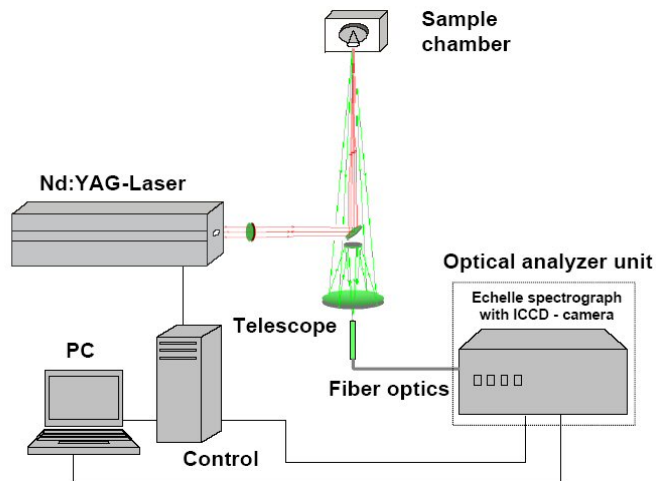 Sample
chamber
Nd:YAG-Laser
Optical analyzer unit
Echelle spectrograph
with ICCD - camera
Telescope
PC
Fiber optics
Control